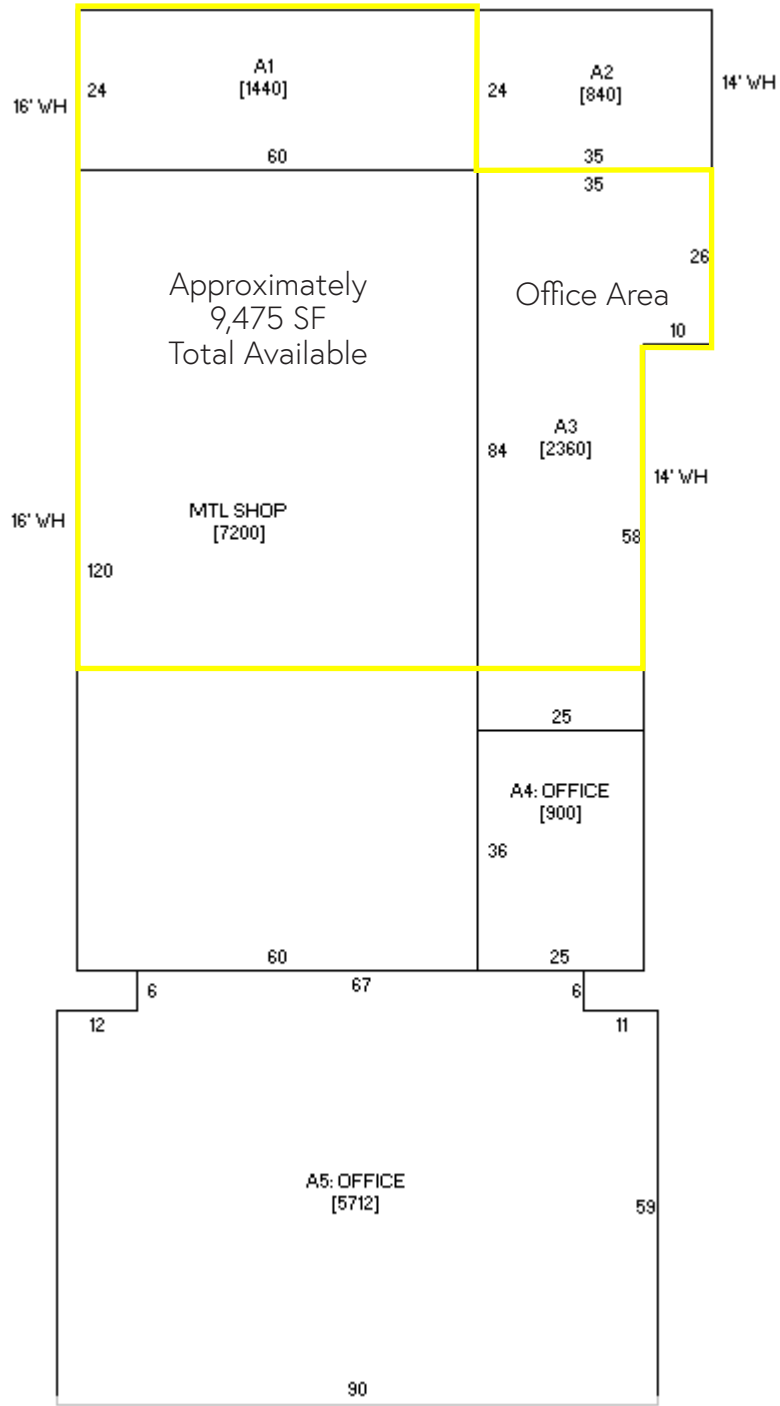 A1
[1440]
A2
[840]
16' WH
24
24
14' WH
60
35
35
26
Approximately
9,475 SF
Total Available
Office Area
10
A3
[2360]
84
14' WH
MTL SHOP
[7200]
16' WH
58
120
25
A4: OFFICE
[900]
36
60
25
6
67
6
12
11
A5: OFFICE
[5712]
59
90